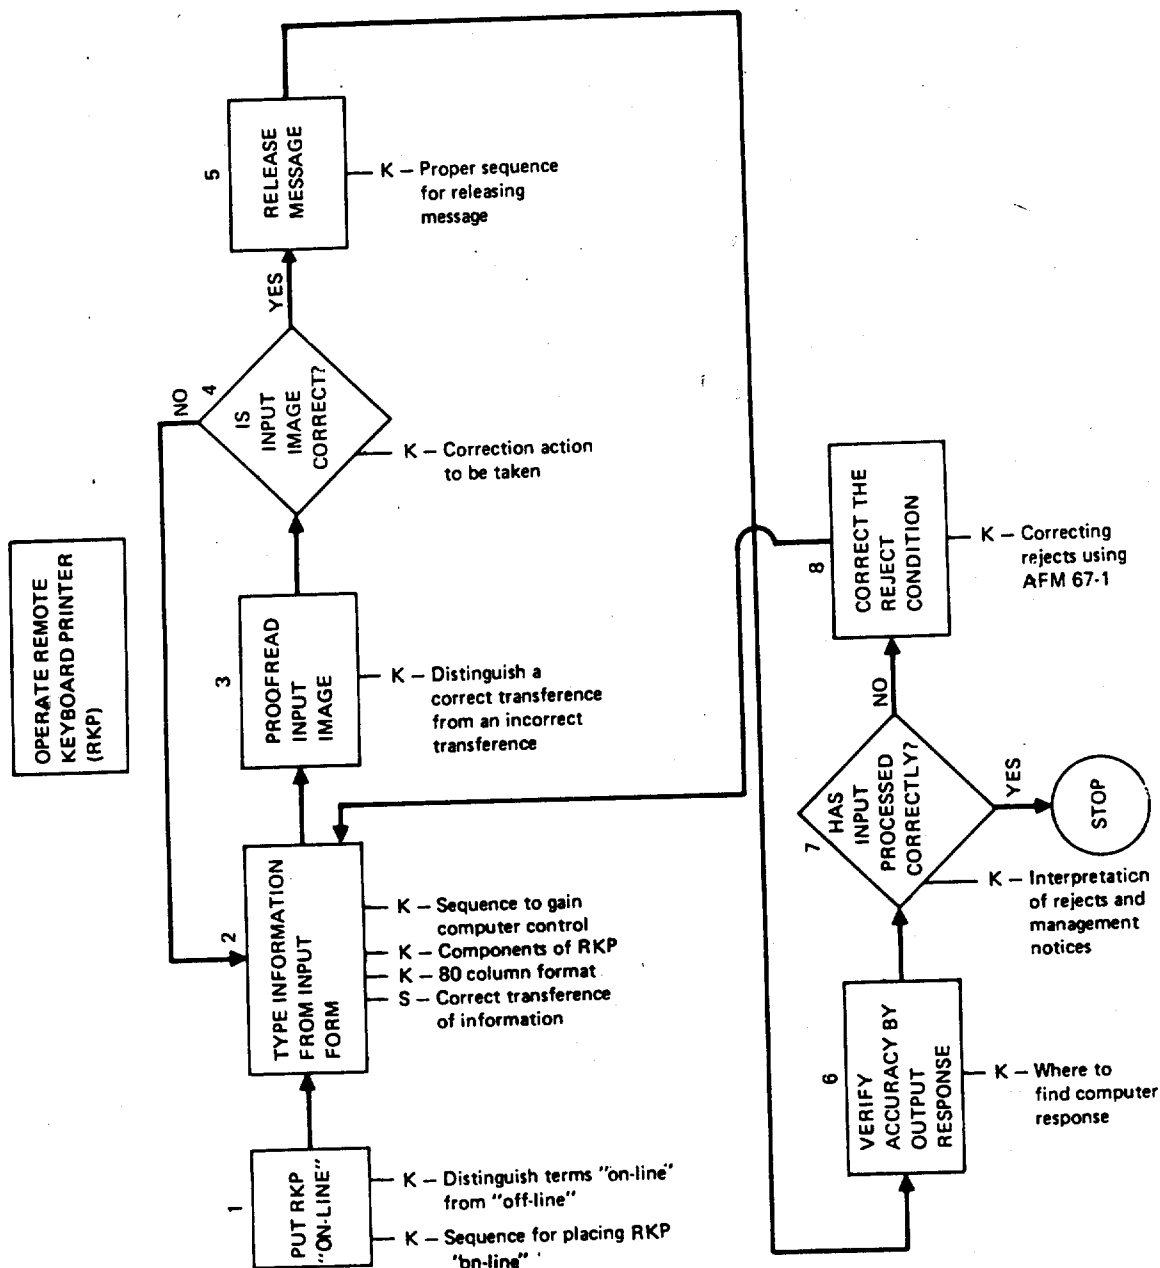 OPERATE REMOTE
KEYBOARD PRINTER
(RKP)
1
PUT RKP
"ON-LINE"
K – Distinguish terms "on-line"
from "off-line"
K – Sequence for placing RKP
"on-line"
2
TYPE INFORMATION
FROM INPUT
FORM
K – Sequence to gain
computer control
K – Components of RKP
K – 80 column format
S – Correct transference
of information
3
PROOFREAD
INPUT
IMAGE
K – Distinguish a
correct transference
from an incorrect
transference
4
IS
INPUT
IMAGE
CORRECT?
NO
YES
K – Correction action
to be taken
5
RELEASE
MESSAGE
K – Proper sequence
for releasing
message
6
VERIFY
ACCURACY BY
OUTPUT
RESPONSE
K – Where to
find computer
response
7
HAS
INPUT
PROCESSED
CORRECTLY?
NO
YES
K – Interpretation
of rejects and
management
notices
STOP
8
CORRECT THE
REJECT
CONDITION
K – Correcting
rejects using
AFM 67-1